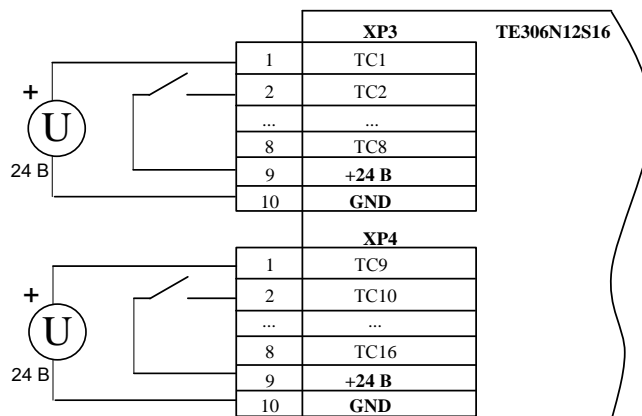 XP3 TE306N12S16
1 TC1
+ 2 TC2
U ... ...
24 В 8 TC8
9 +24 В
10 GND
XP4
1 TC9
+ 2 TC10
U ... ...
24 В 8 TC16
9 +24 В
10 GND